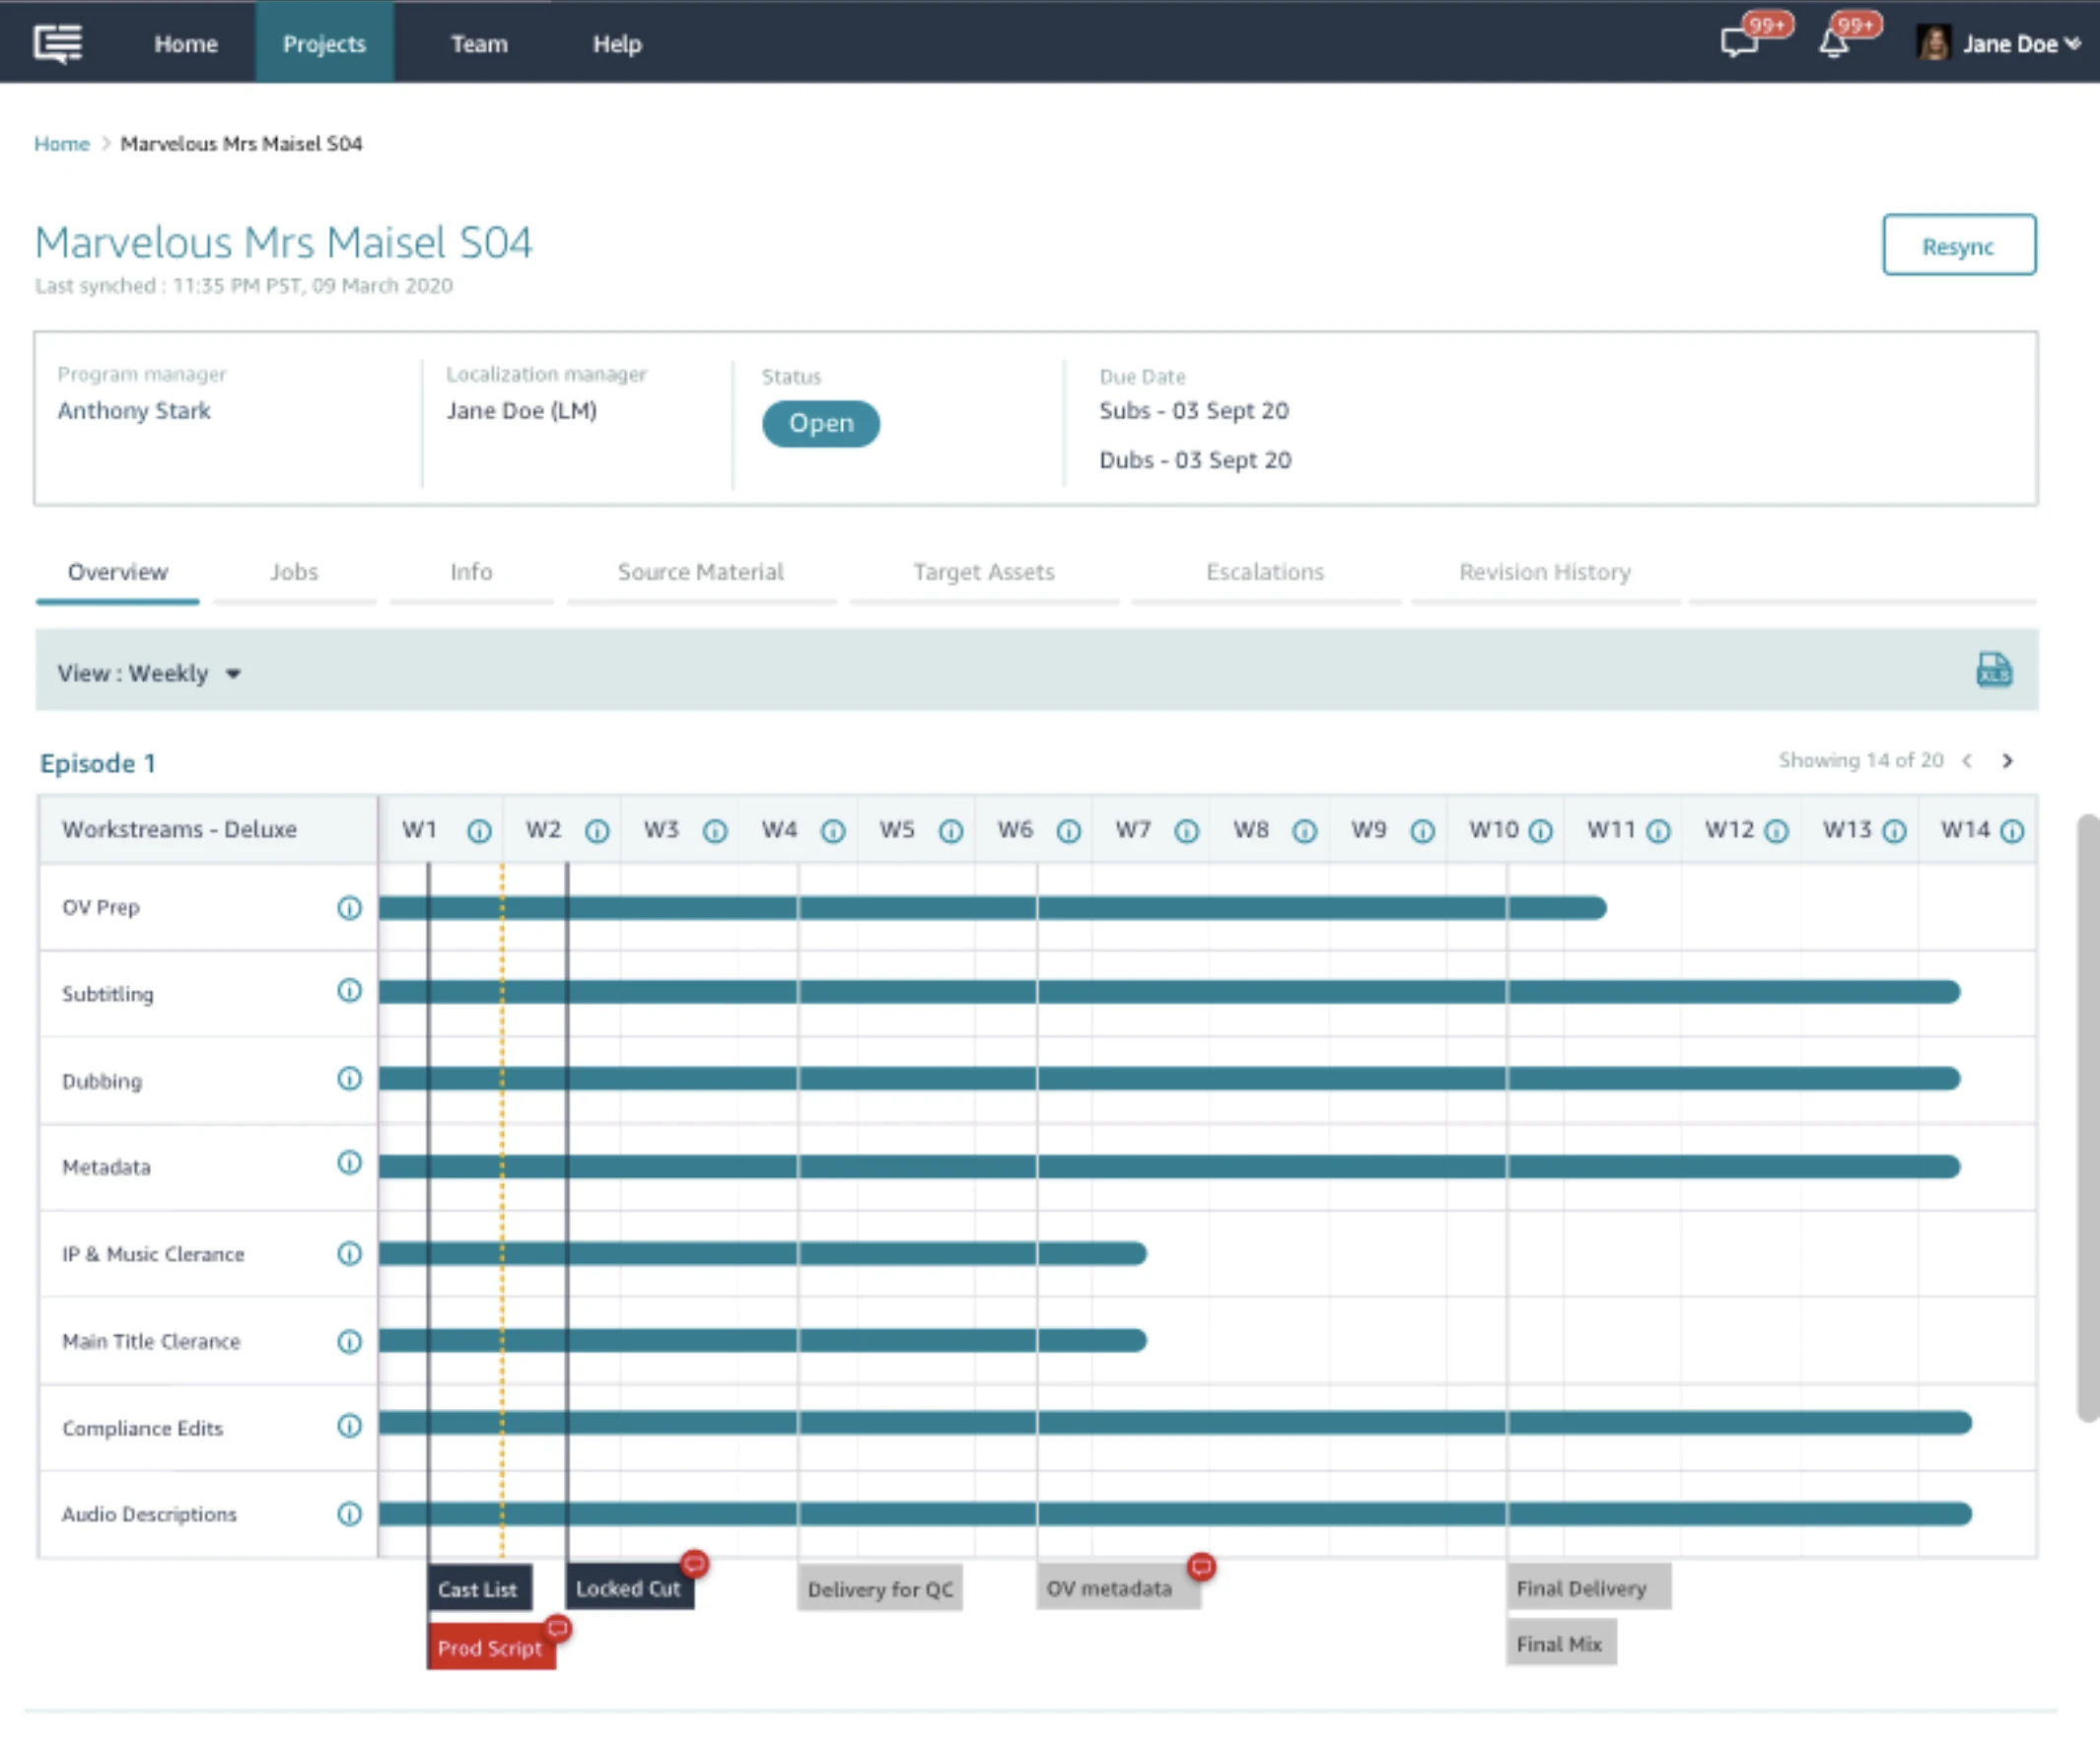 Home Projects Team Help 99+ 99+ Jane Doe
Home > Marvelous Mrs Maisel S04
Marvelous Mrs Maisel S04
Resync
Last synched : 11:35 PM PST, 09 March 2020
Program manager Localization manager Status Due Date
Anthony Stark Jane Doe (LM) Open Subs - 03 Sept 20
Dubs - 03 Sept 20
Overview Jobs Info Source Material Target Assets Escalations Revision History
View : Weekly XLS
Episode 1 Showing 14 of 20 < >
Workstreams - Deluxe W1 W2 W3 W4 W5 W6 W7 W8 W9 W10 W11 W12 W13 W14
OV Prep
Subtitling
Dubbing
Metadata
IP & Music Clerance
Main Title Clerance
Compliance Edits
Audio Descriptions
Cast List Locked Cut Delivery for QC OV metadata Final Delivery
Prod Script Final Mix